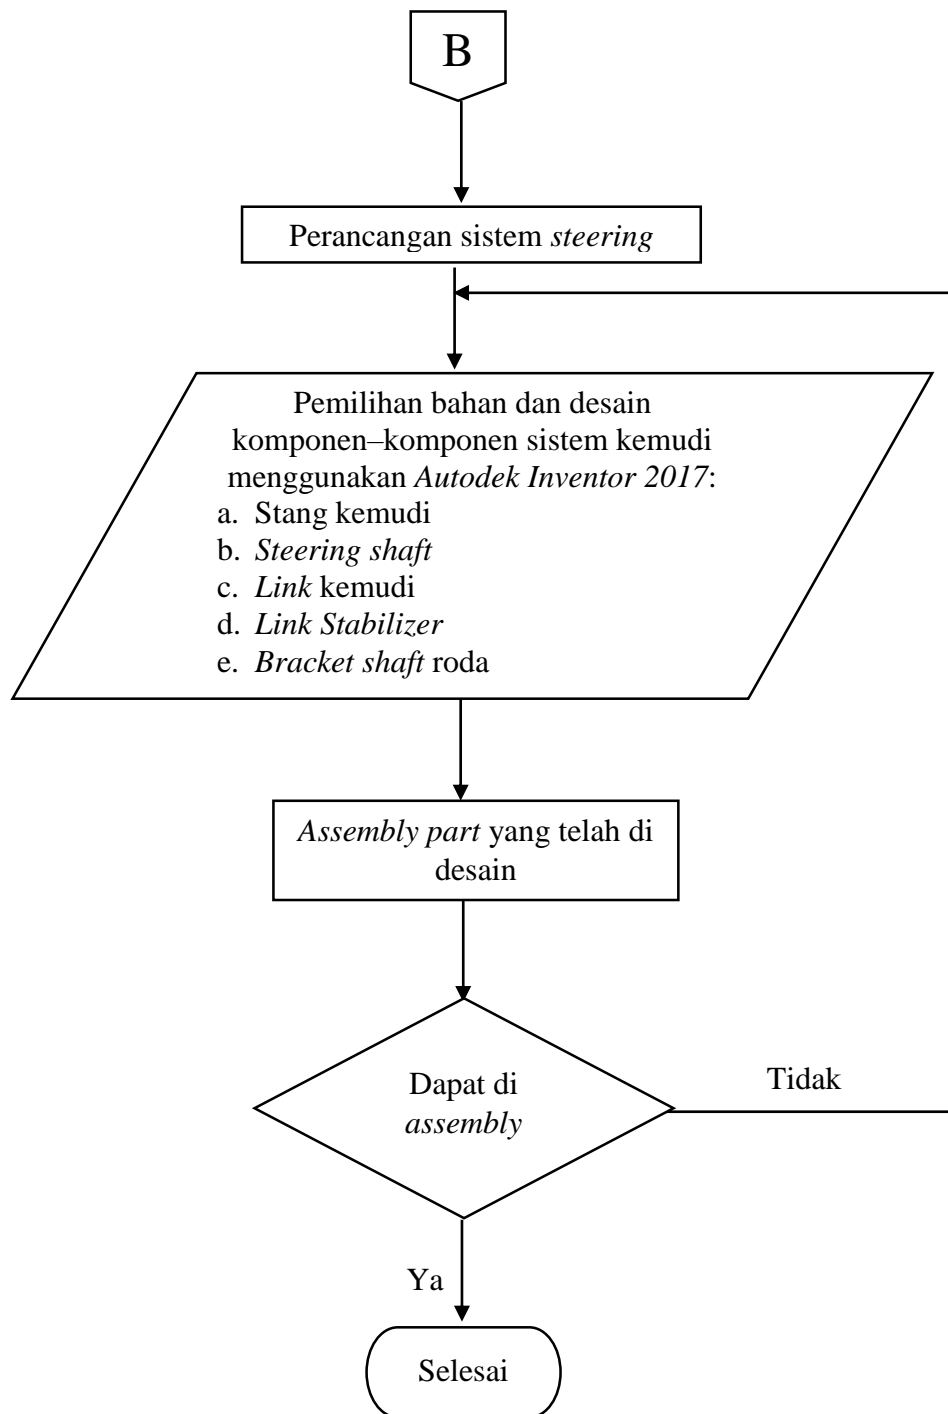 B
Perancangan sistem steering
Pemilihan bahan dan desain
komponen–komponen sistem kemudi
menggunakan Autodek Inventor 2017:
a. Stang kemudi
b. Steering shaft
c. Link kemudi
d. Link Stabilizer
e. Bracket shaft roda
Assembly part yang telah di
desain
Dapat di
assembly
Tidak
Ya
Selesai